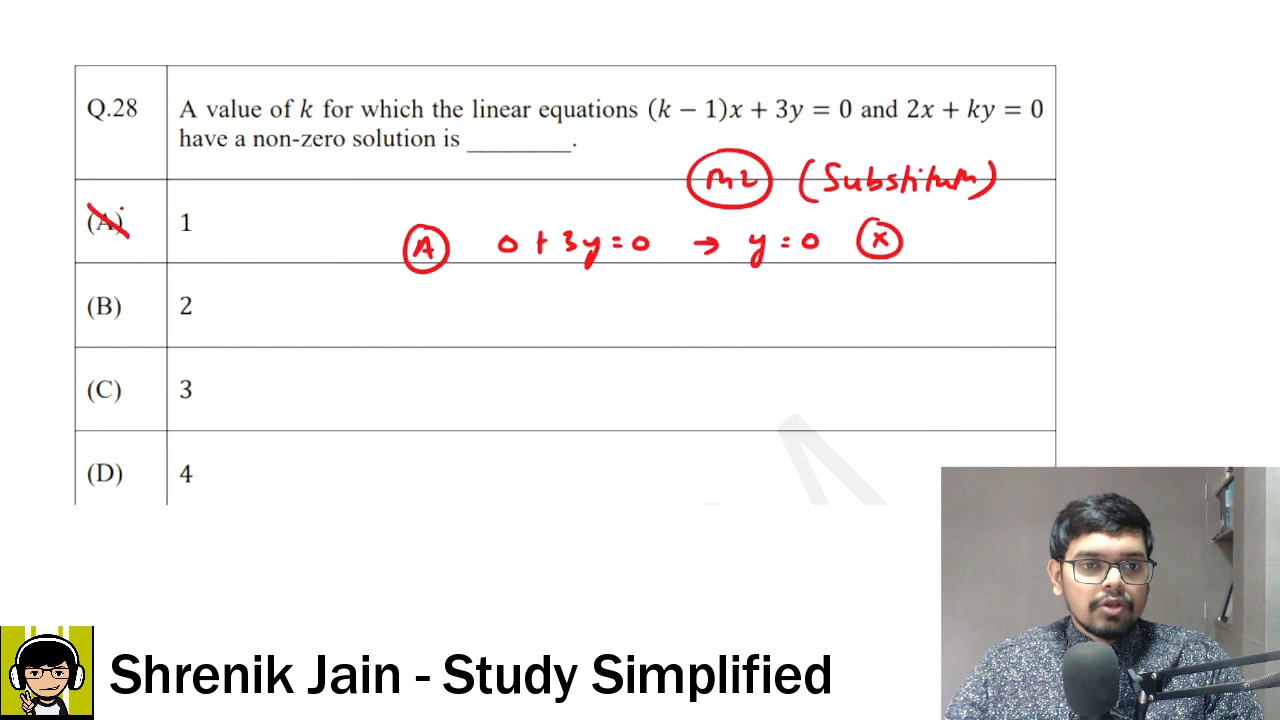 Q.28 A value of k for which the linear equations (k − 1)x + 3y = 0 and 2x + ky = 0
have a non-zero solution is ________.
M2 (Substitution)
(A) 1
A 0 + 3y = 0 → y = 0 X
(B) 2
(C) 3
(D) 4
Shrenik Jain - Study Simplified